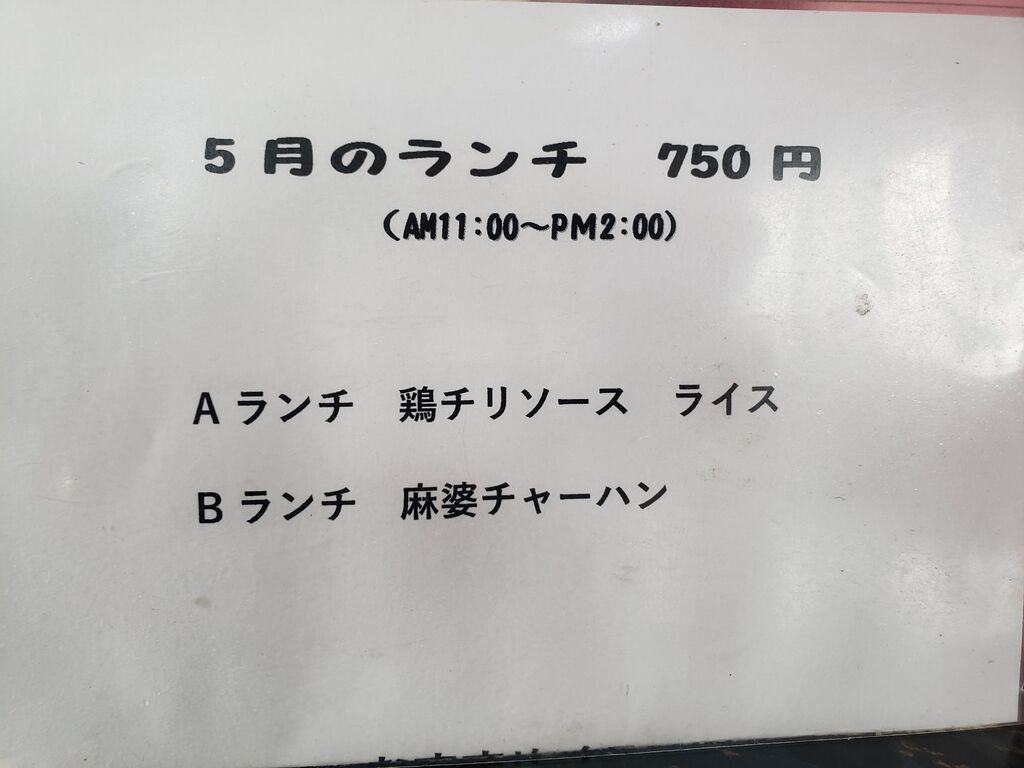 5月のランチ　750円
（AM11:00～PM2:00）
Aランチ　鶏チリソース　ライス
Bランチ　麻婆チャーハン